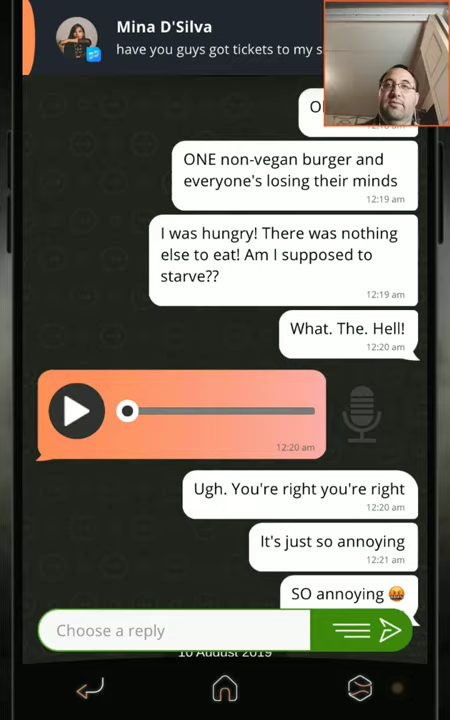 Mina D'Silva
have you guys got tickets to my s
ONE non-vegan burger and
everyone's losing their minds
12:19 am
I was hungry! There was nothing
else to eat! Am I supposed to
starve??
12:19 am
What. The. Hell!
12:20 am
12:20 am
Ugh. You're right you're right
12:20 am
It's just so annoying
12:21 am
SO annoying 🤬
Choose a reply
10 August 2019